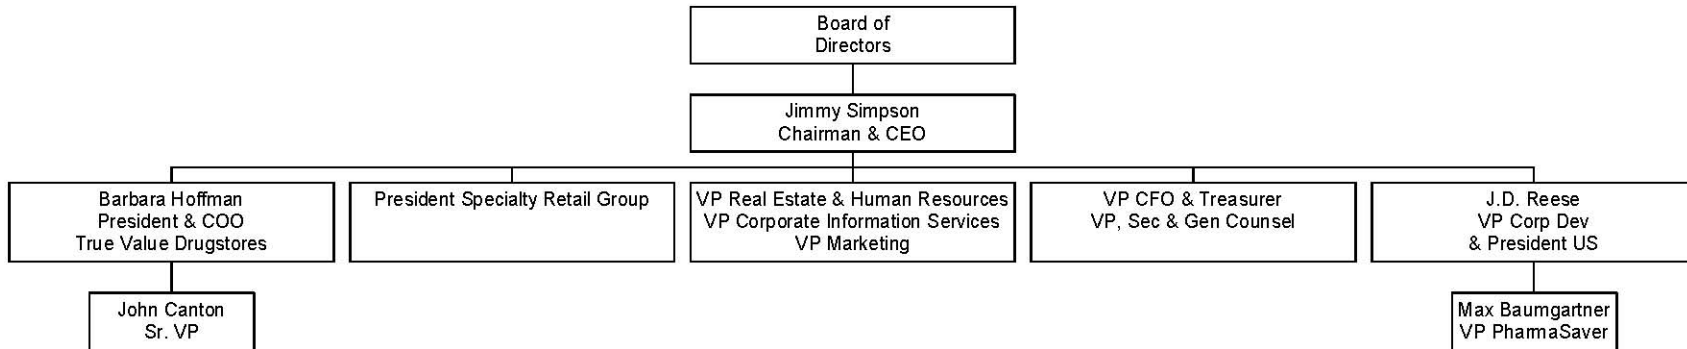 Board of
Directors
Jimmy Simpson
Chairman & CEO
Barbara Hoffman
President & COO
True Value Drugstores
President Specialty Retail Group
VP Real Estate & Human Resources
VP Corporate Information Services
VP Marketing
VP CFO & Treasurer
VP, Sec & Gen Counsel
J.D. Reese
VP Corp Dev
& President US
John Canton
Sr. VP
Max Baumgartner
VP PharmaSaver